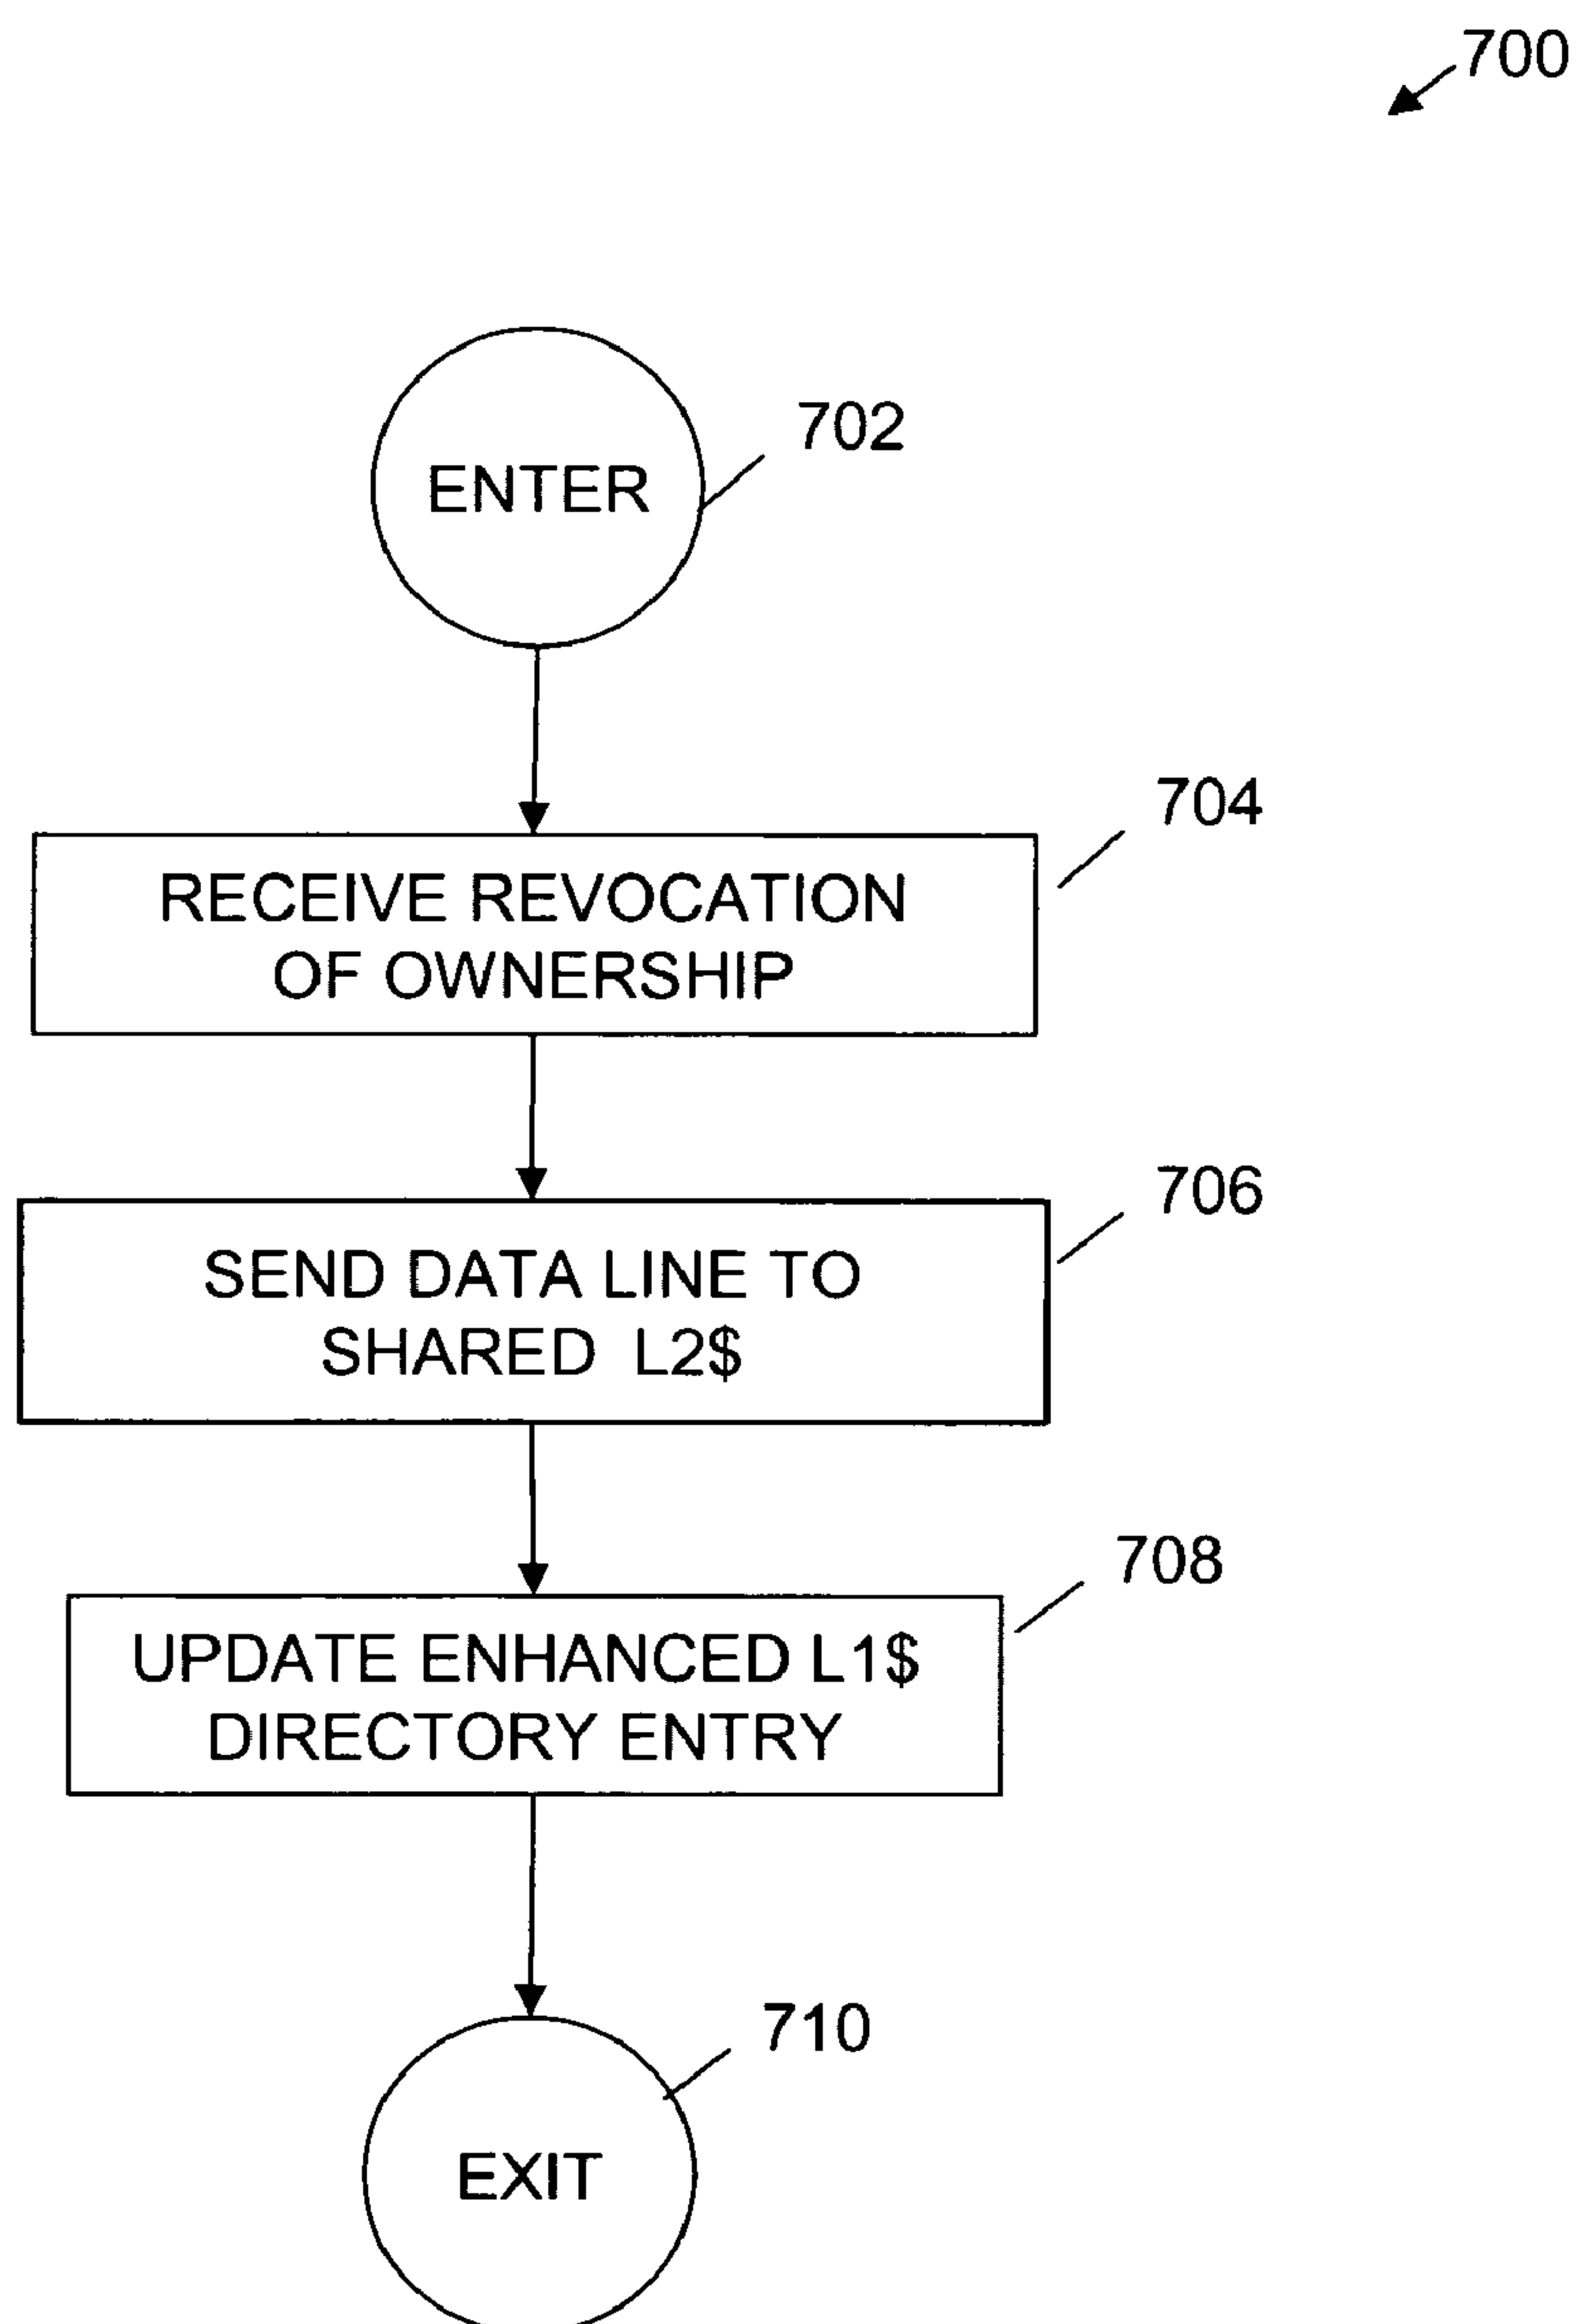 700
ENTER
702
704
RECEIVE REVOCATION
OF OWNERSHIP
706
SEND DATA LINE TO
SHARED L2$
708
UPDATE ENHANCED L1$
DIRECTORY ENTRY
710
EXIT